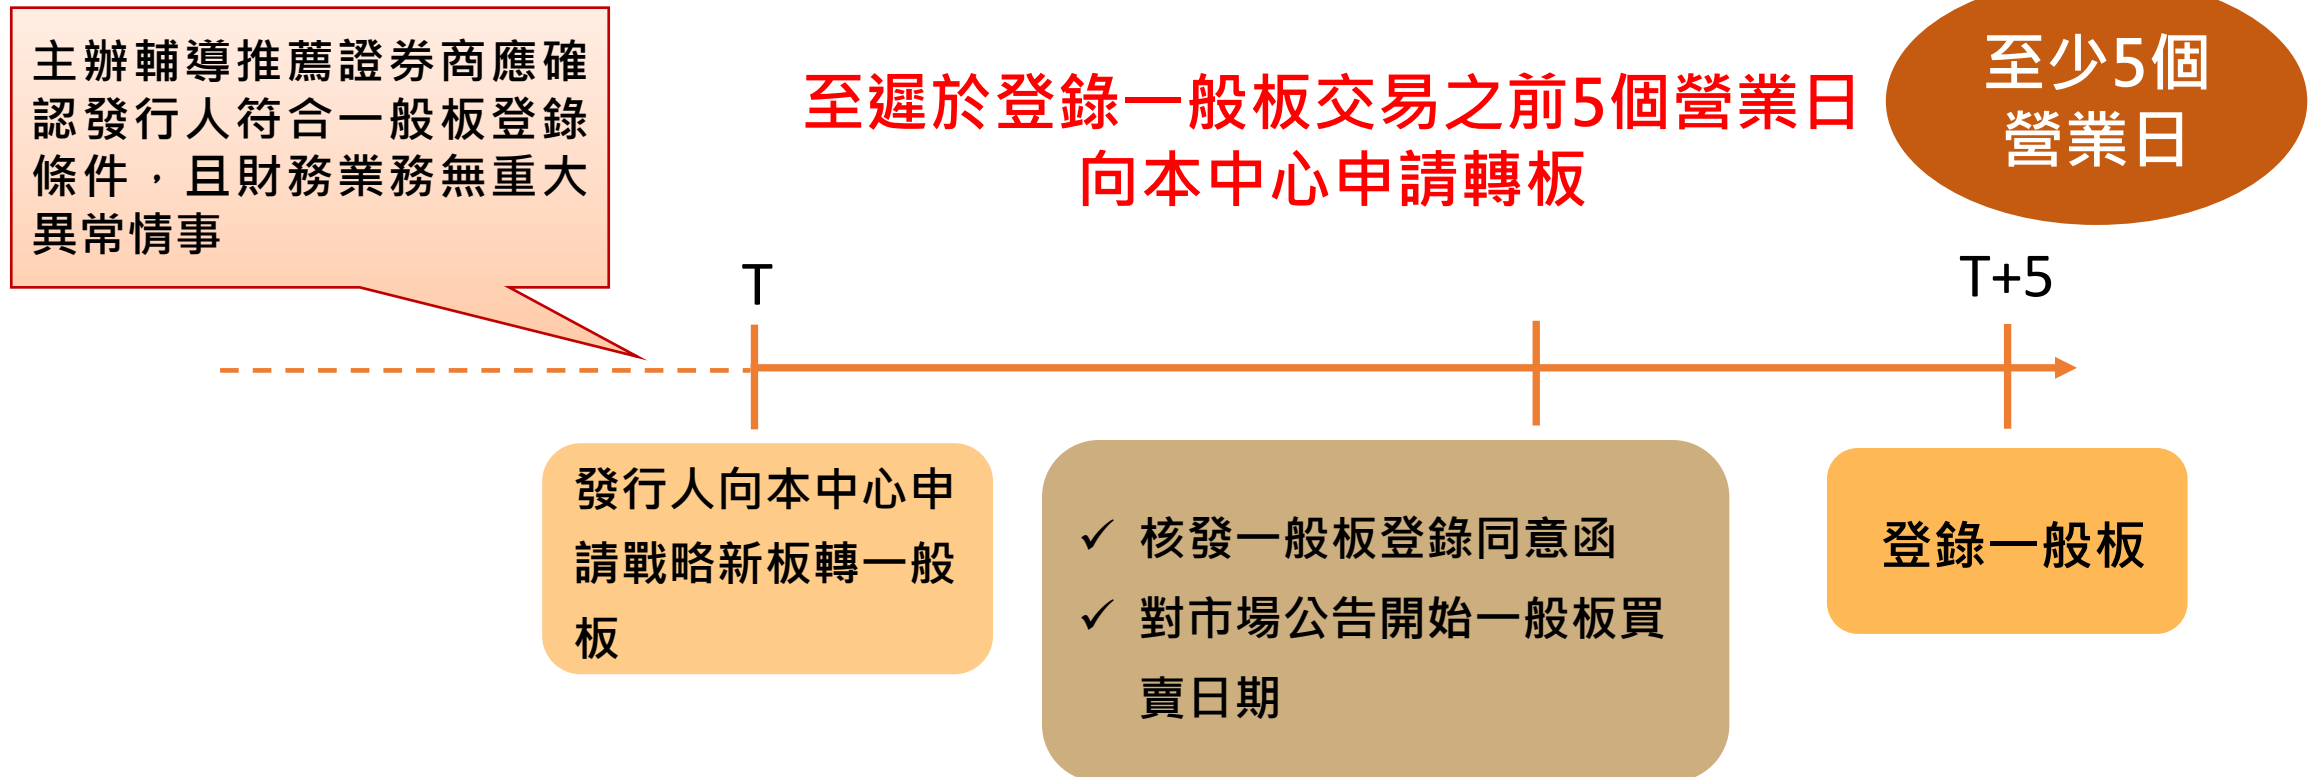 主辦輔導推薦證券商應確
認發行人符合一般板登錄
條件，且財務業務無重大
異常情事
至遲於登錄一般板交易之前5個營業日
向本中心申請轉板
至少5個
營業日
T
T+5
發行人向本中心申
請戰略新板轉一般
板
✓ 核發一般板登錄同意函
✓ 對市場公告開始一般板買
賣日期
登錄一般板